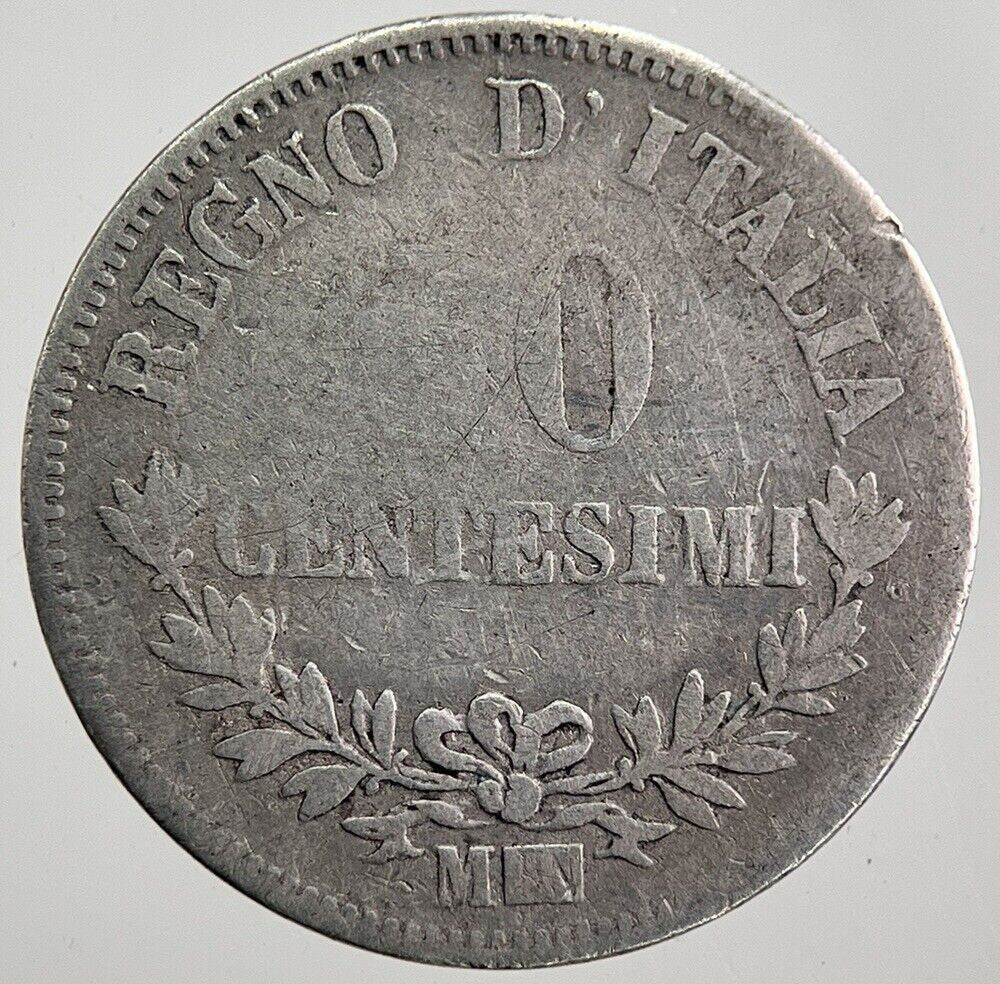 REGNO D'ITALIA
0
CENTESIMI
M